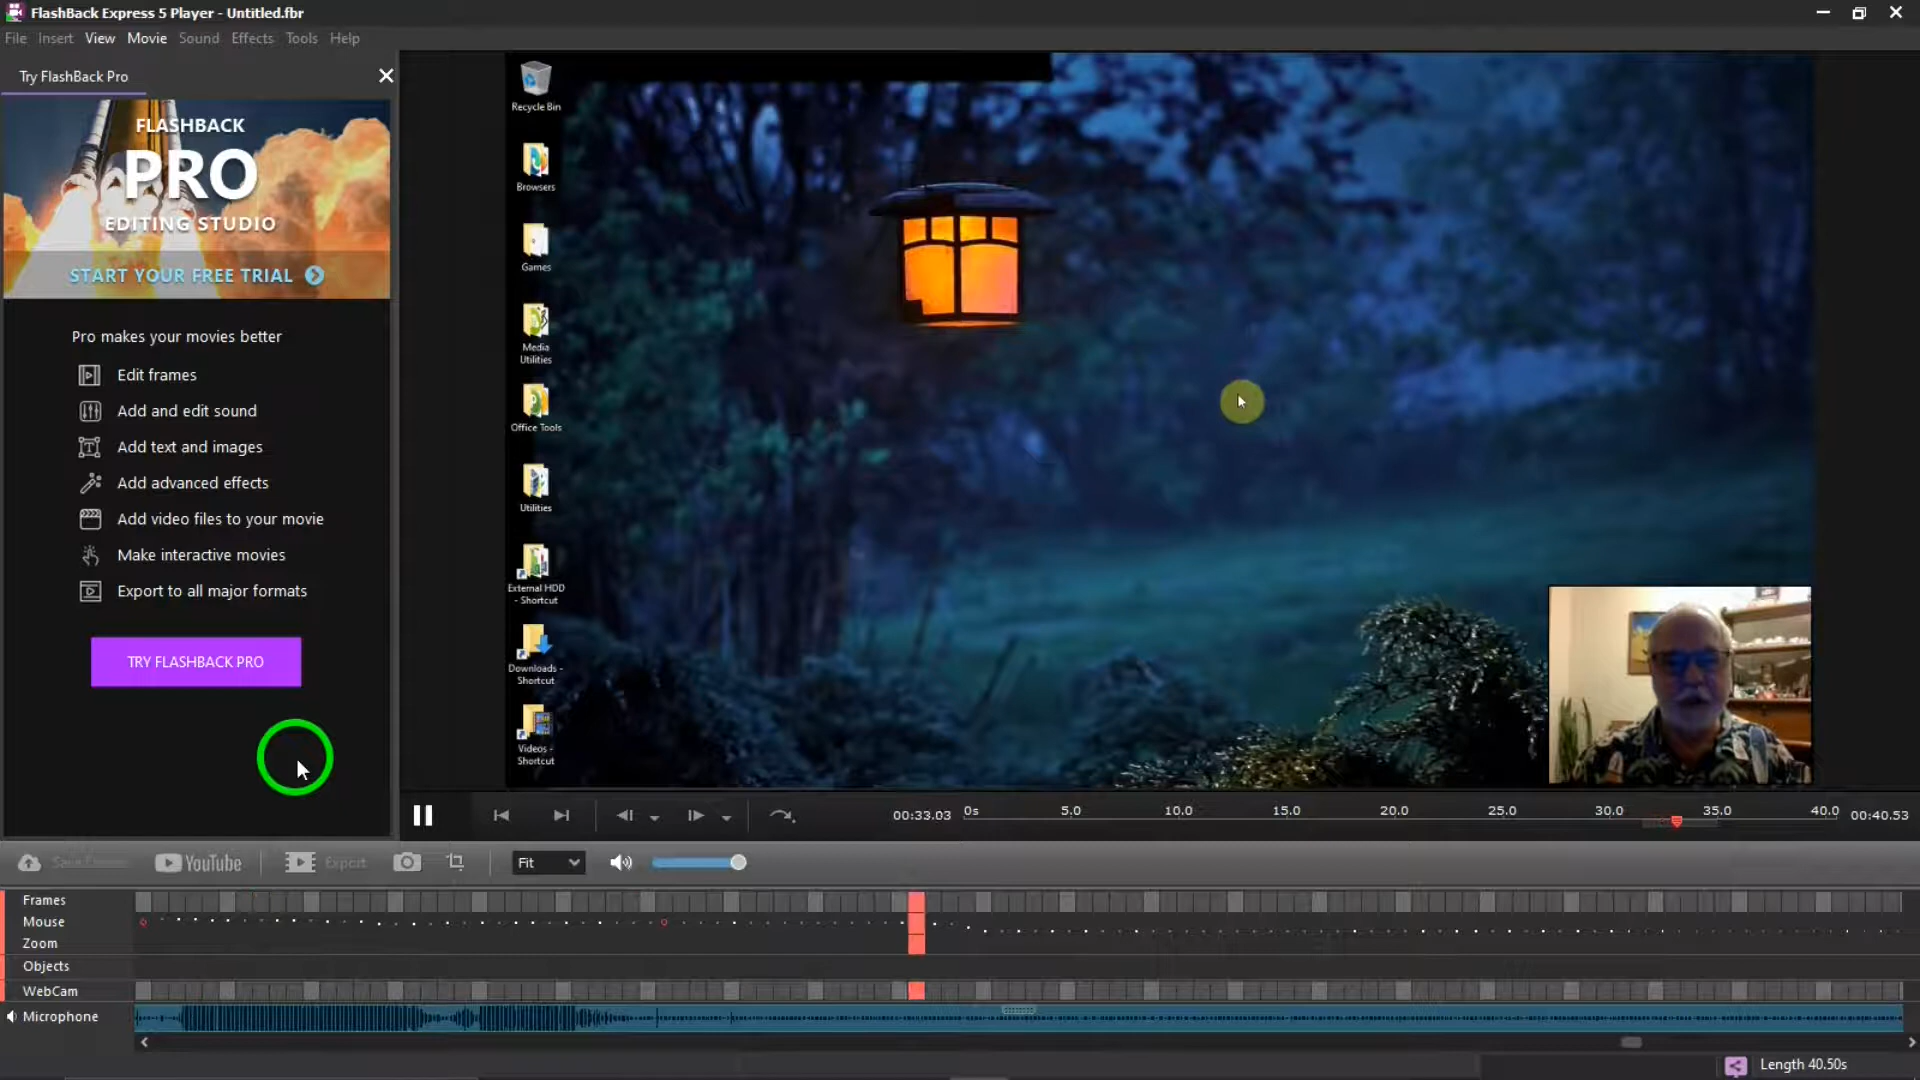 FlashBack Express 5 Player - Untitled.fbr
File Insert View Movie Sound Effects Tools Help
Try FlashBack Pro
FLASHBACK
PRO
EDITING STUDIO
START YOUR FREE TRIAL
Pro makes your movies better
Edit frames
Add and edit sound
Add text and images
Add advanced effects
Add video files to your movie
Make interactive movies
Export to all major formats
TRY FLASHBACK PRO
Recycle Bin
Browsers
Games
Media
Utilities
Office Tools
Utilities
External HDD
- Shortcut
Downloads -
Shortcut
Videos -
Shortcut
00:33.03 0s 5.0 10.0 15.0 20.0 25.0 30.0 35.0 40.0 00:40.53
YouTube Export Fit
Frames
Mouse
Zoom
Objects
WebCam
Microphone
Length 40.50s